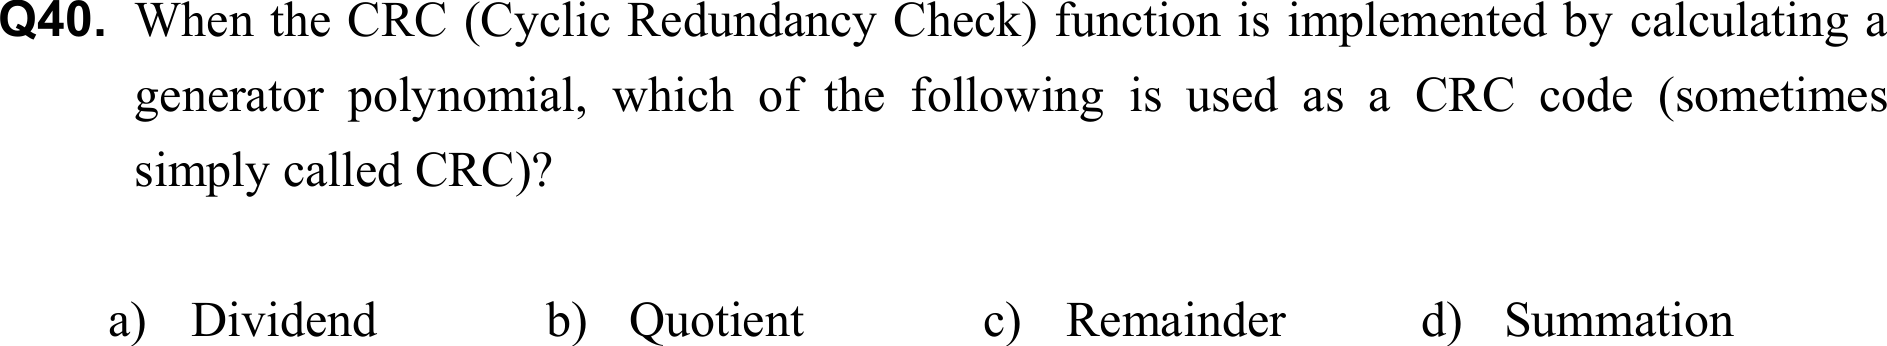 Q40. When the CRC (Cyclic Redundancy Check) function is implemented by calculating a
generator polynomial, which of the following is used as a CRC code (sometimes
simply called CRC)?
a) Dividend b) Quotient c) Remainder d) Summation